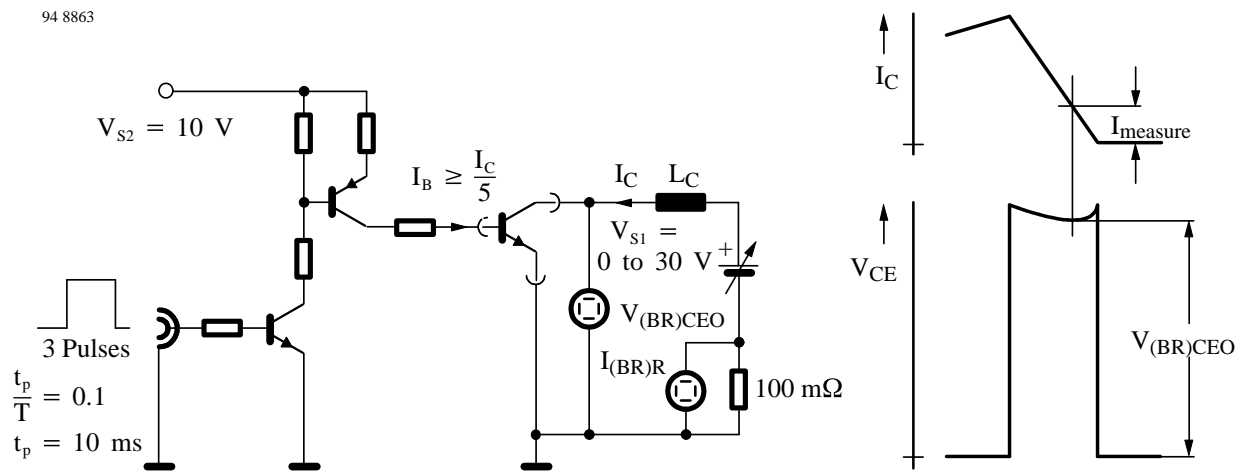 94 8863
V_S2 = 10 V
I_B ≥ I_C/5
I_C
L_C
V_S1 =
0 to 30 V
+
V_(BR)CEO
I_(BR)R
100 mΩ
3 Pulses
t_p/T = 0.1
t_p = 10 ms
I_C
I_measure
V_CE
V_(BR)CEO